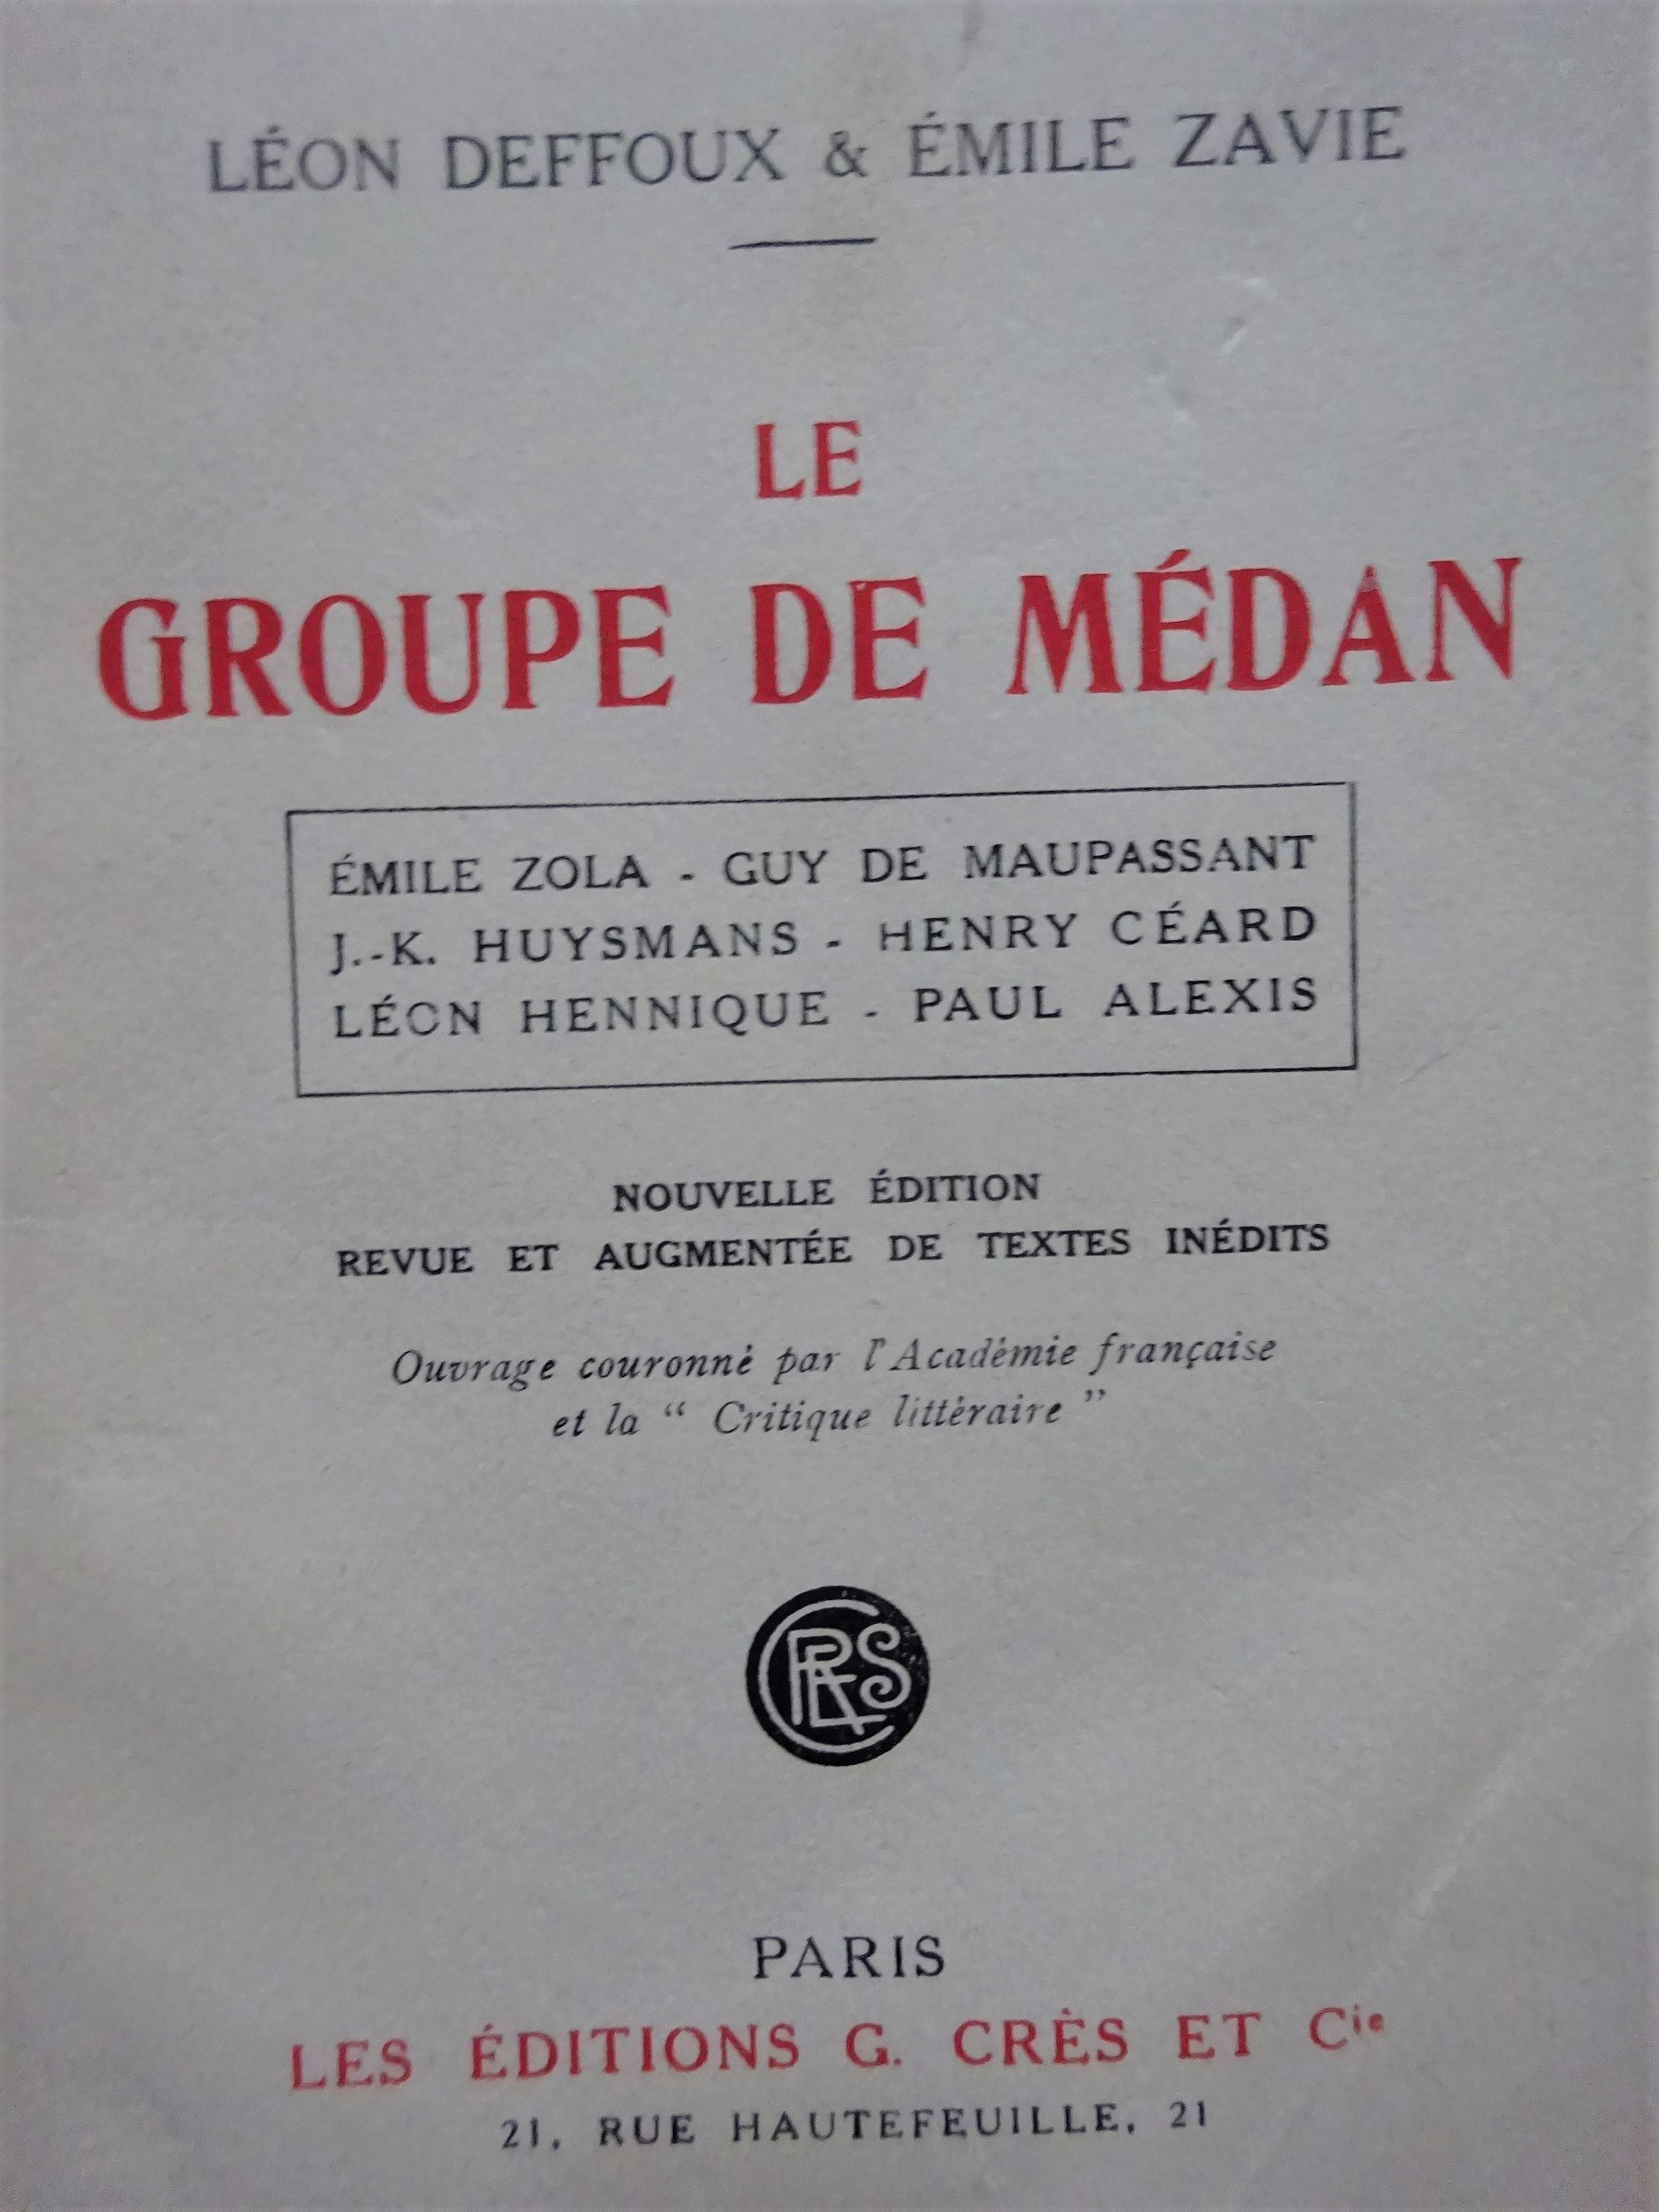 LÉON DEFFOUX & ÉMILE ZAVIE
LE
GROUPE DE MÉDAN
ÉMILE ZOLA - GUY DE MAUPASSANT
J.-K. HUYSMANS - HENRY CÉARD
LÉON HENNIQUE - PAUL ALEXIS
NOUVELLE ÉDITION
REVUE ET AUGMENTÉE DE TEXTES INÉDITS
Ouvrage couronné par l'Académie française
et la “ Critique littéraire ”
CRES
PARIS
LES ÉDITIONS G. CRÈS ET Cie
21, RUE HAUTEFEUILLE, 21